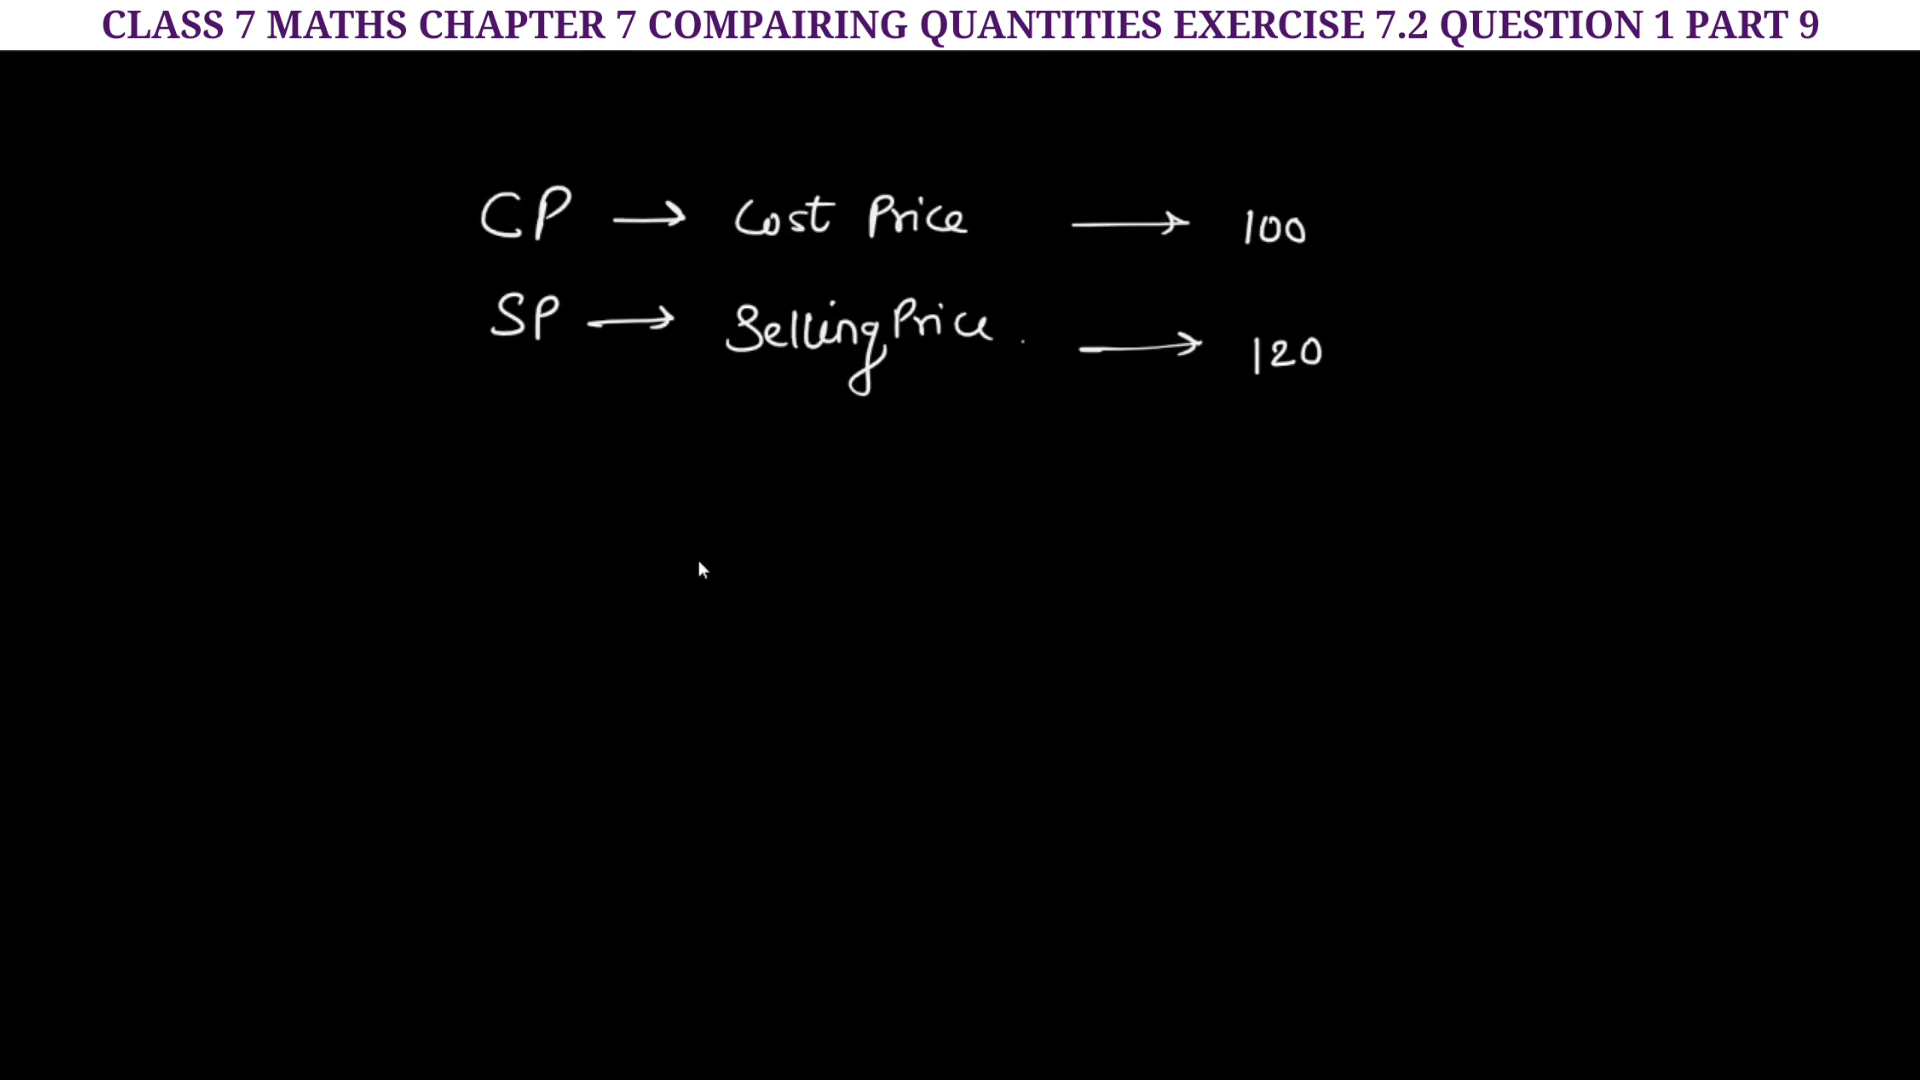 CLASS 7 MATHS CHAPTER 7 COMPAIRING QUANTITIES EXERCISE 7.2 QUESTION 1 PART 9
CP → Cost Price → 100
SP → Selling Price . → 120